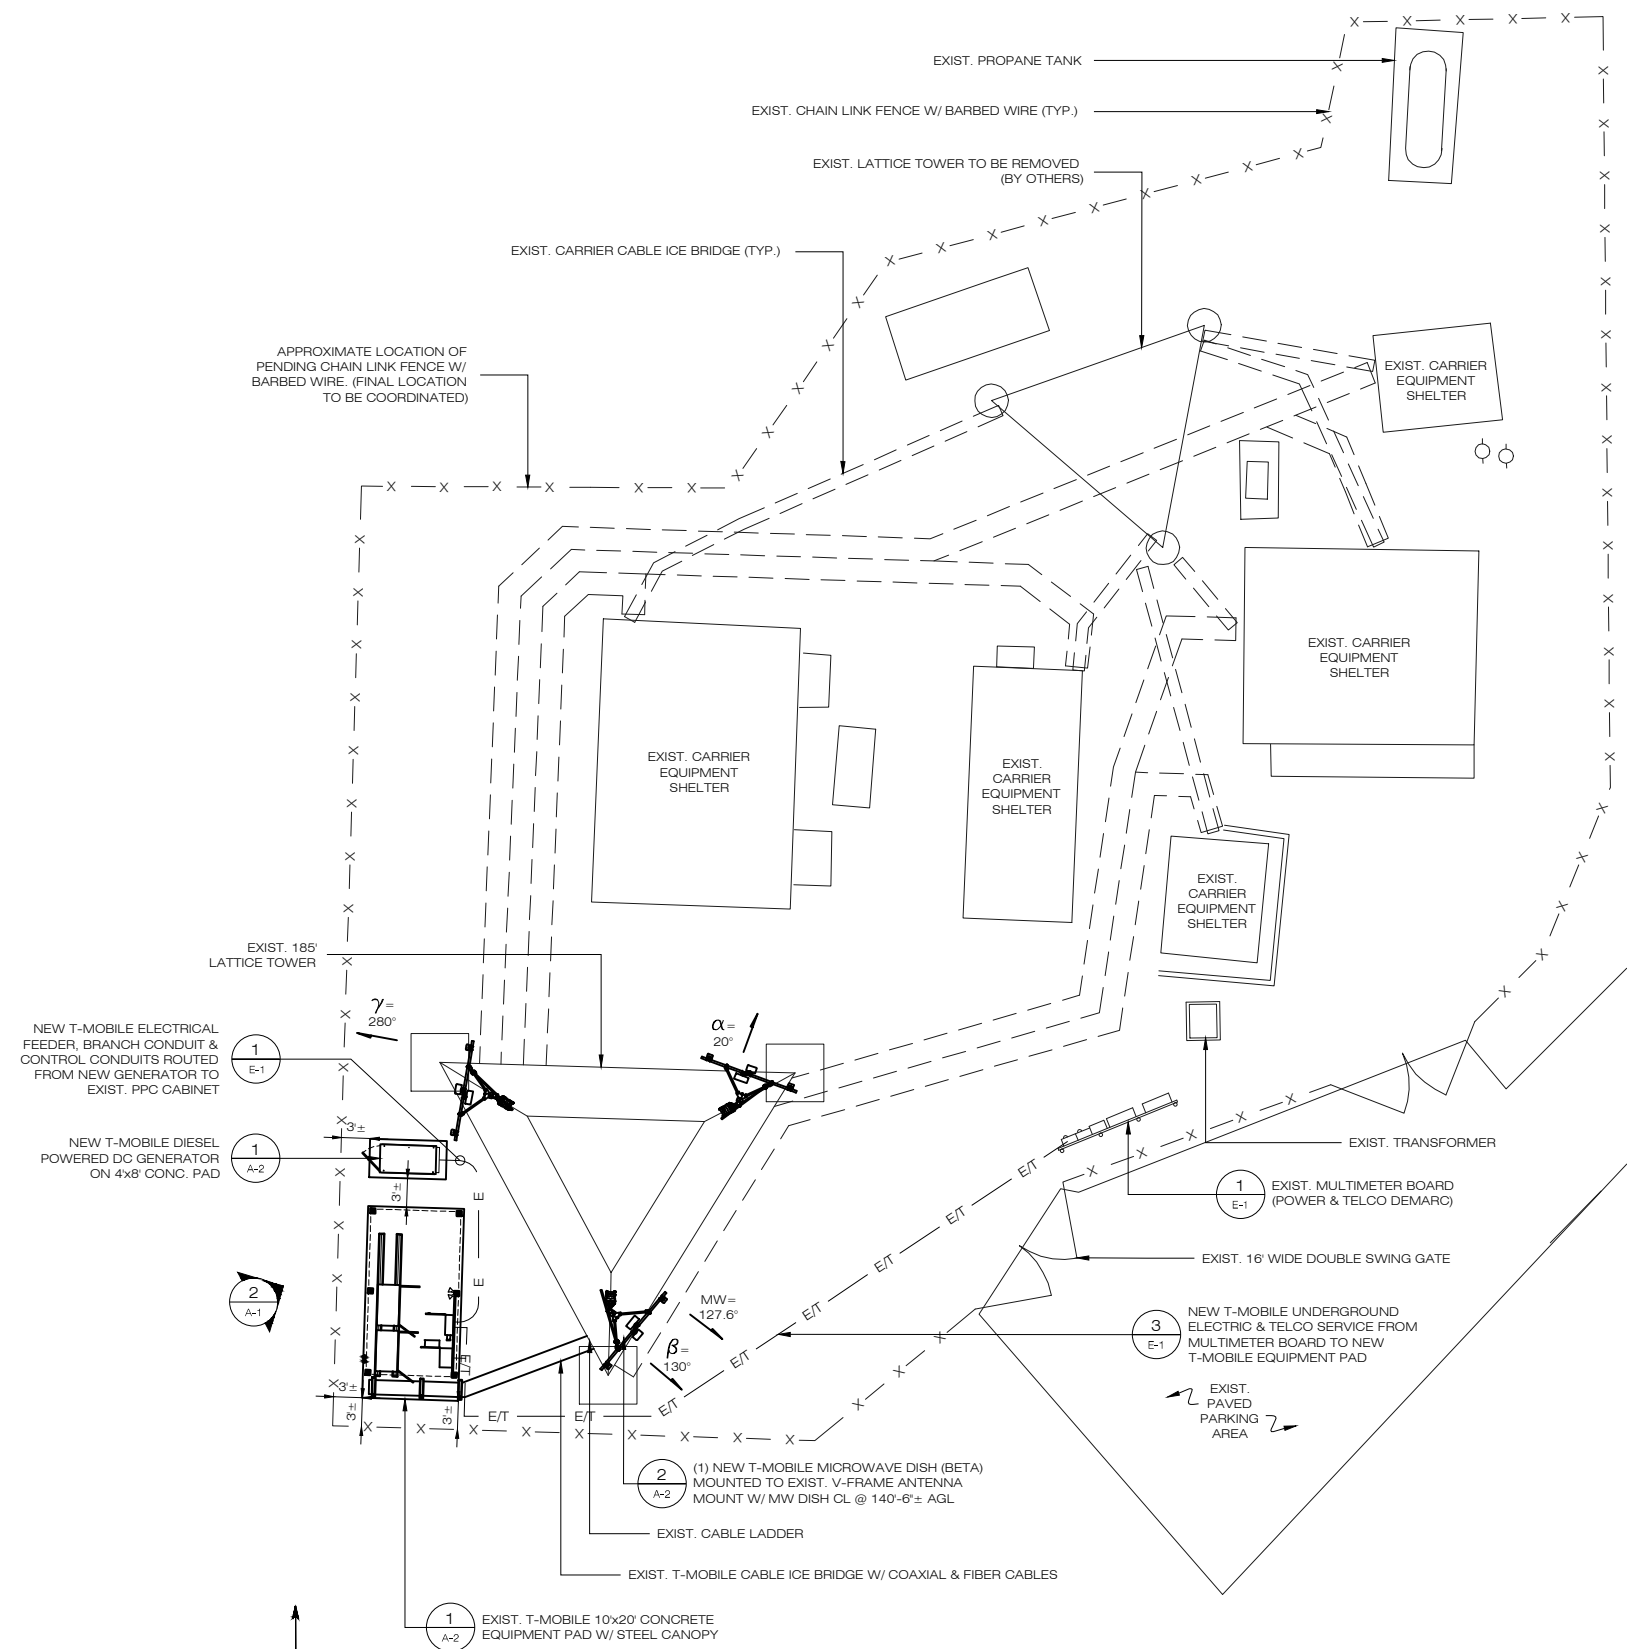 EXIST. PROPANE TANK
EXIST. CHAIN LINK FENCE W/ BARBED WIRE (TYP.)
EXIST. LATTICE TOWER TO BE REMOVED
(BY OTHERS)
EXIST. CARRIER CABLE ICE BRIDGE (TYP.)
APPROXIMATE LOCATION OF
PENDING CHAIN LINK FENCE W/
BARBED WIRE. (FINAL LOCATION
TO BE COORDINATED)
EXIST. CARRIER
EQUIPMENT
SHELTER
EXIST. CARRIER
EQUIPMENT
SHELTER
EXIST. CARRIER
EQUIPMENT
SHELTER
EXIST.
CARRIER
EQUIPMENT
SHELTER
EXIST.
CARRIER
EQUIPMENT
SHELTER
EXIST. 185'
LATTICE TOWER
γ=
280°
α=
20°
NEW T-MOBILE ELECTRICAL
FEEDER, BRANCH CONDUIT &
CONTROL CONDUITS ROUTED
FROM NEW GENERATOR TO
EXIST. PPC CABINET
1
E-1
NEW T-MOBILE DIESEL
POWERED DC GENERATOR
ON 4'x8' CONC. PAD
1
A-2
3'±
3'±
E
E
2
A-1
EXIST. TRANSFORMER
1
E-1
EXIST. MULTIMETER BOARD
(POWER & TELCO DEMARC)
E/T
E/T
E/T
E/T
E/T
E/T
E/T
E/T
E/T
EXIST. 16' WIDE DOUBLE SWING GATE
MW=
127.6°
β=
130°
3
E-1
NEW T-MOBILE UNDERGROUND
ELECTRIC & TELCO SERVICE FROM
MULTIMETER BOARD TO NEW
T-MOBILE EQUIPMENT PAD
EXIST.
PAVED
PARKING
AREA
3'±
3'±
3'±
2
A-2
(1) NEW T-MOBILE MICROWAVE DISH (BETA)
MOUNTED TO EXIST. V-FRAME ANTENNA
MOUNT W/ MW DISH CL @ 140'-6"± AGL
EXIST. CABLE LADDER
EXIST. T-MOBILE CABLE ICE BRIDGE W/ COAXIAL & FIBER CABLES
1
A-2
EXIST. T-MOBILE 10'x20' CONCRETE
EQUIPMENT PAD W/ STEEL CANOPY